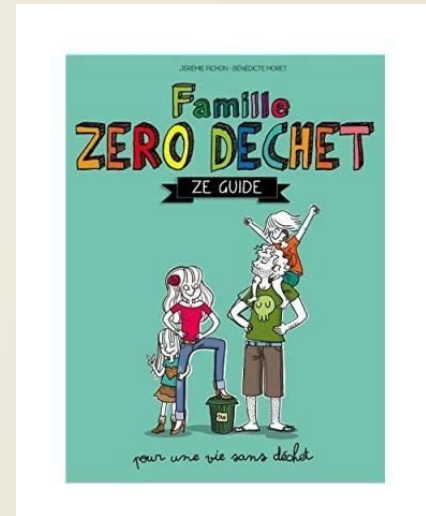 JÉRÉMIE PICHON - BÉNÉDICTE MORET
Famille
ZERO DECHET
ZE GUIDE
pour une vie sans déchet